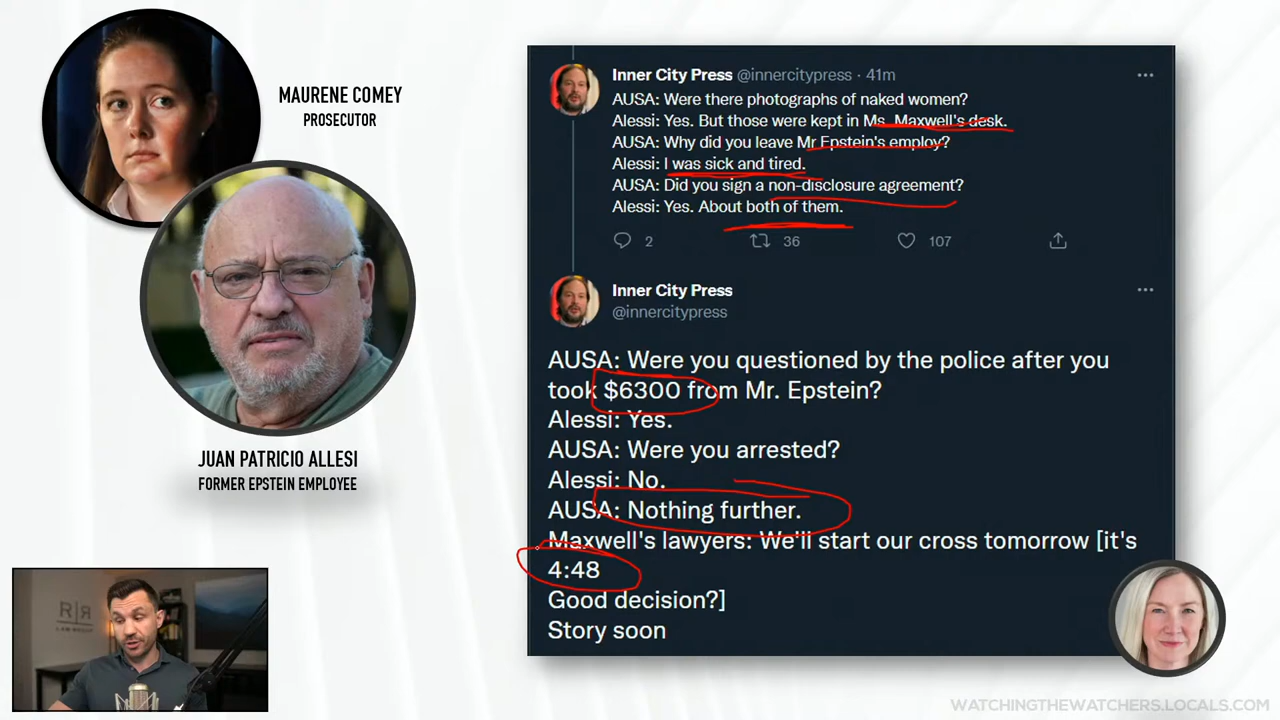 MAURENE COMEY
PROSECUTOR
JUAN PATRICIO ALLESI
FORMER EPSTEIN EMPLOYEE
Inner City Press @innercitypress · 41m
AUSA: Were there photographs of naked women?
Alessi: Yes. But those were kept in Ms. Maxwell's desk.
AUSA: Why did you leave Mr Epstein's employ?
Alessi: I was sick and tired.
AUSA: Did you sign a non-disclosure agreement?
Alessi: Yes. About both of them.
2 36 107
Inner City Press
@innercitypress
AUSA: Were you questioned by the police after you
took $6300 from Mr. Epstein?
Alessi: Yes.
AUSA: Were you arrested?
Alessi: No.
AUSA: Nothing further.
Maxwell's lawyers: We'll start our cross tomorrow [it's
4:48
Good decision?]
Story soon
R|R
LAW GROUP
WATCHINGTHEWATCHERS.LOCALS.COM